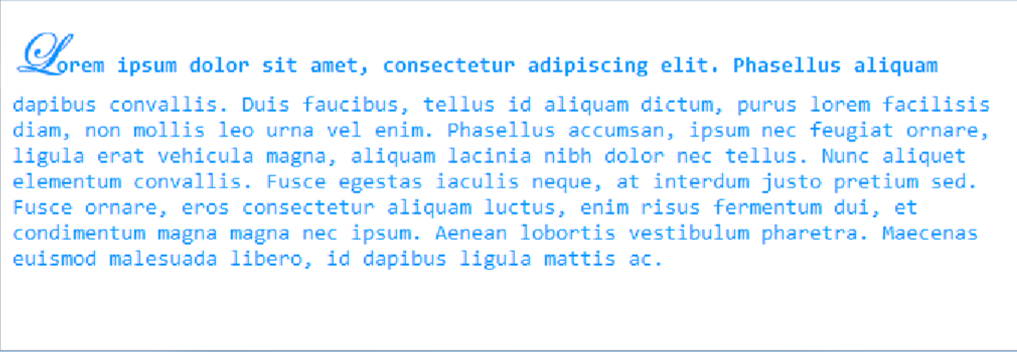 Lorem ipsum dolor sit amet, consectetur adipiscing elit. Phasellus aliquam
dapibus convallis. Duis faucibus, tellus id aliquam dictum, purus lorem facilisis
diam, non mollis leo urna vel enim. Phasellus accumsan, ipsum nec feugiat ornare,
ligula erat vehicula magna, aliquam lacinia nibh dolor nec tellus. Nunc aliquet
elementum convallis. Fusce egestas iaculis neque, at interdum justo pretium sed.
Fusce ornare, eros consectetur aliquam luctus, enim risus fermentum dui, et
condimentum magna magna nec ipsum. Aenean lobortis vestibulum pharetra. Maecenas
euismod malesuada libero, id dapibus ligula mattis ac.